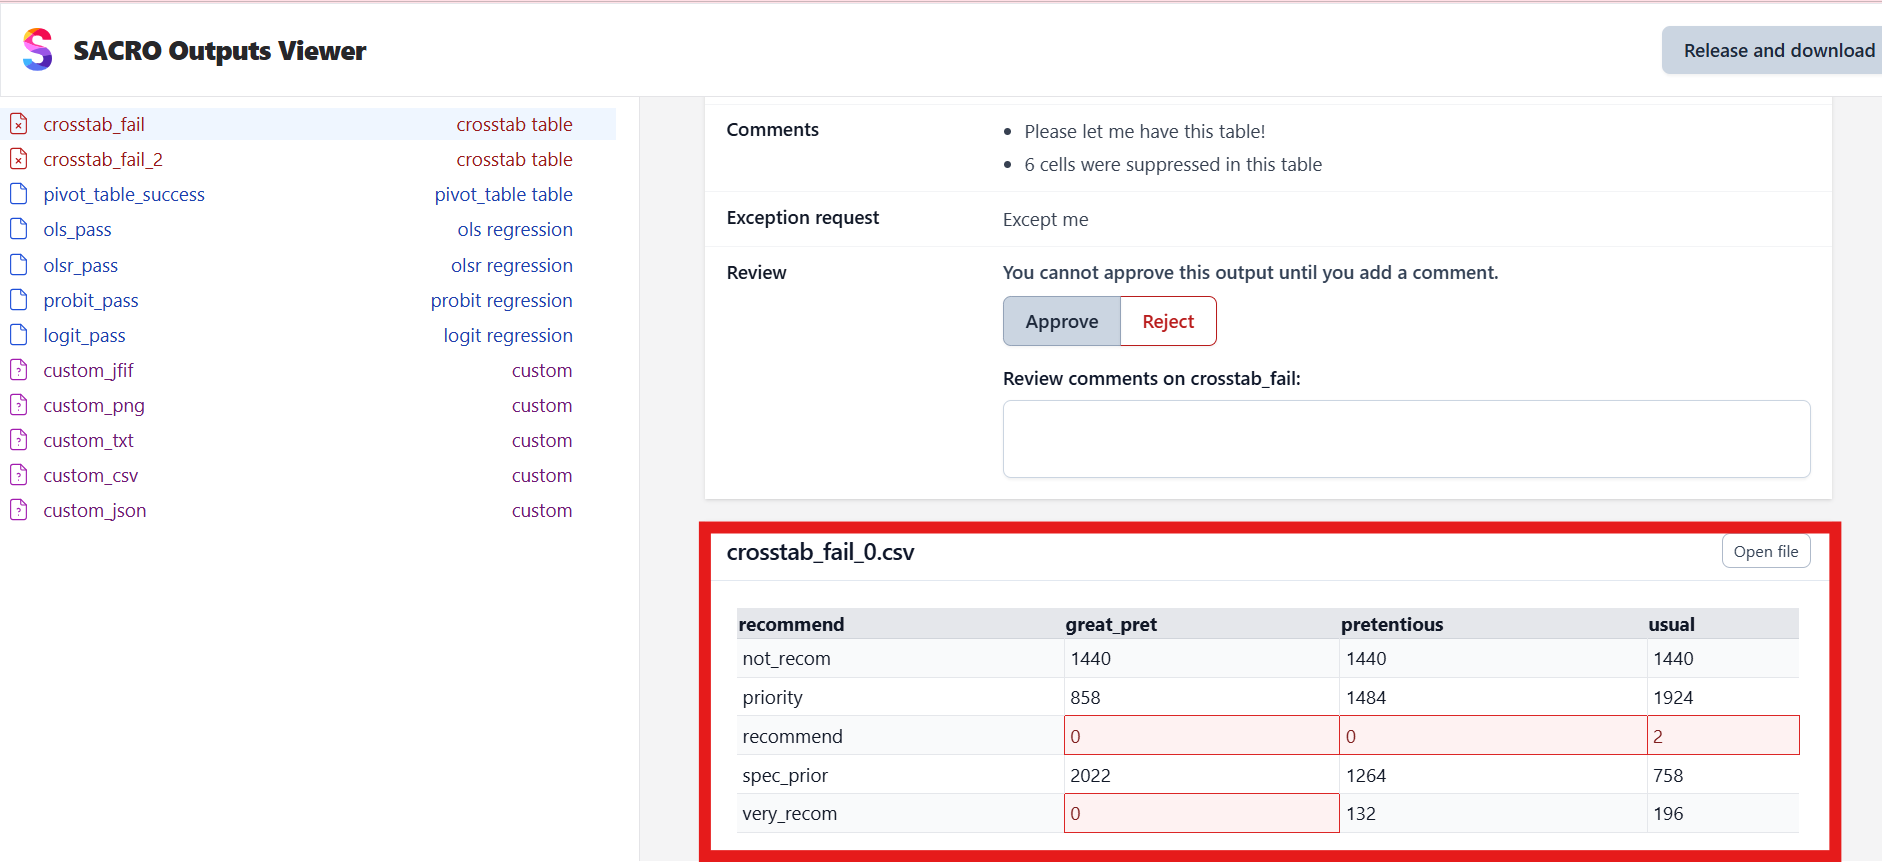 SACRO Outputs Viewer
Release and download
crosstab_fail crosstab table
crosstab_fail_2 crosstab table
pivot_table_success pivot_table table
ols_pass ols regression
olsr_pass olsr regression
probit_pass probit regression
logit_pass logit regression
custom_jfif custom
custom_png custom
custom_txt custom
custom_csv custom
custom_json custom
Comments
• Please let me have this table!
• 6 cells were suppressed in this table
Exception request Except me
Review You cannot approve this output until you add a comment.
Approve Reject
Review comments on crosstab_fail:
crosstab_fail_0.csv Open file
recommend great_pret pretentious usual
not_recom 1440 1440 1440
priority 858 1484 1924
recommend 0 0 2
spec_prior 2022 1264 758
very_recom 0 132 196